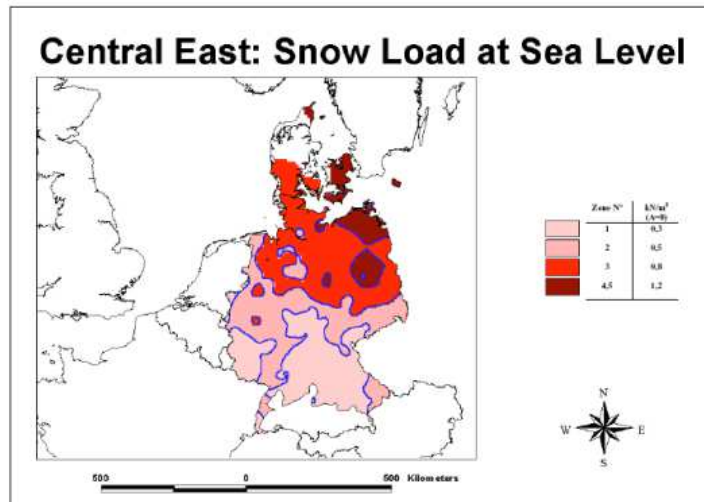 Central East: Snow Load at Sea Level
Zone N° kN/m² (A=0)
1 0,3
2 0,5
3 0,8
4,5 1,2
N
W E
S
500 0 500 Kilometers